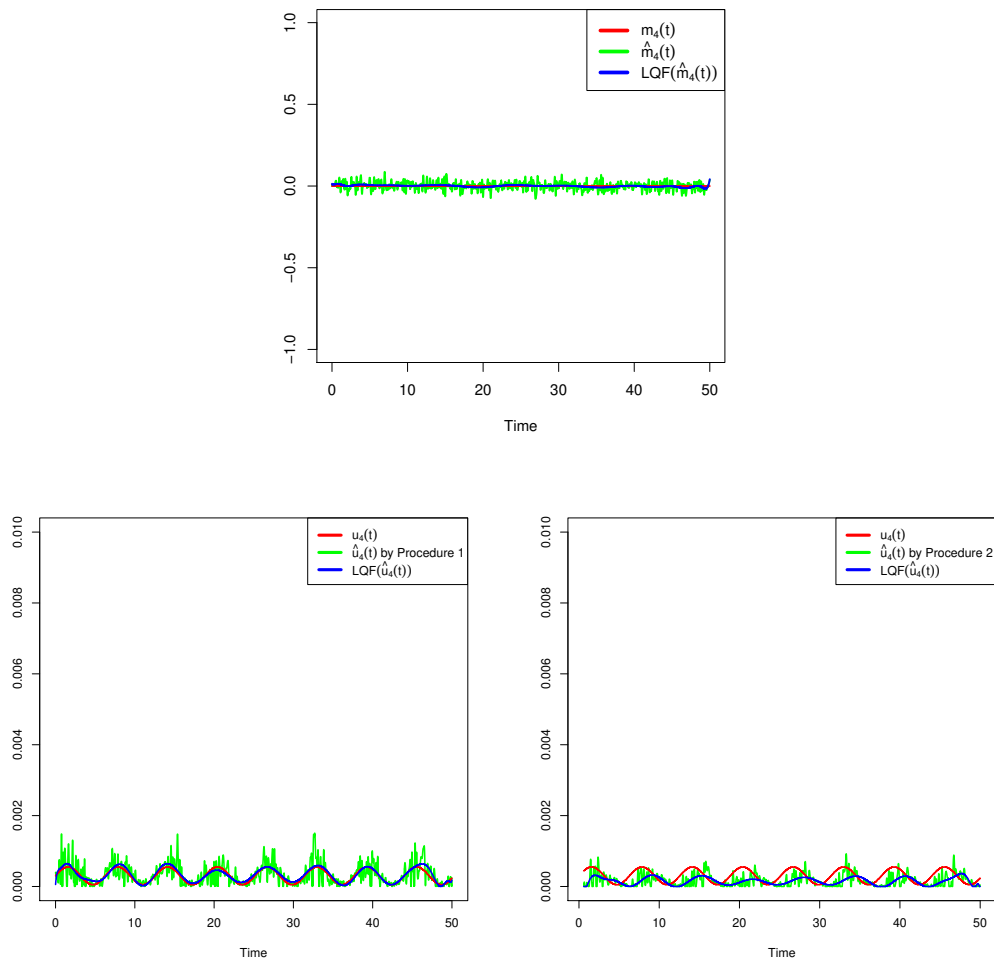 m₄(t)
m̂₄(t)
LQF(m̂₄(t))
1.0
0.5
0.0
−0.5
−1.0
0 10 20 30 40 50
Time
u₄(t)
û₄(t) by Procedure 1
LQF(û₄(t))
0.010
0.008
0.006
0.004
0.002
0.000
0 10 20 30 40 50
Time
u₄(t)
û₄(t) by Procedure 2
LQF(û₄(t))
0.010
0.008
0.006
0.004
0.002
0.000
0 10 20 30 40 50
Time